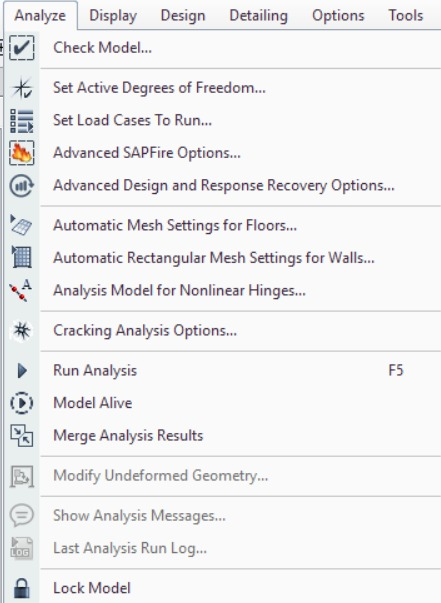 Analyze Display Design Detailing Options Tools
Check Model...
Set Active Degrees of Freedom...
Set Load Cases To Run...
Advanced SAPFire Options...
Advanced Design and Response Recovery Options...
Automatic Mesh Settings for Floors...
Automatic Rectangular Mesh Settings for Walls...
A
Analysis Model for Nonlinear Hinges...
Cracking Analysis Options...
Run Analysis F5
Model Alive
Merge Analysis Results
Modify Undeformed Geometry...
Show Analysis Messages...
LOG
Last Analysis Run Log...
Lock Model